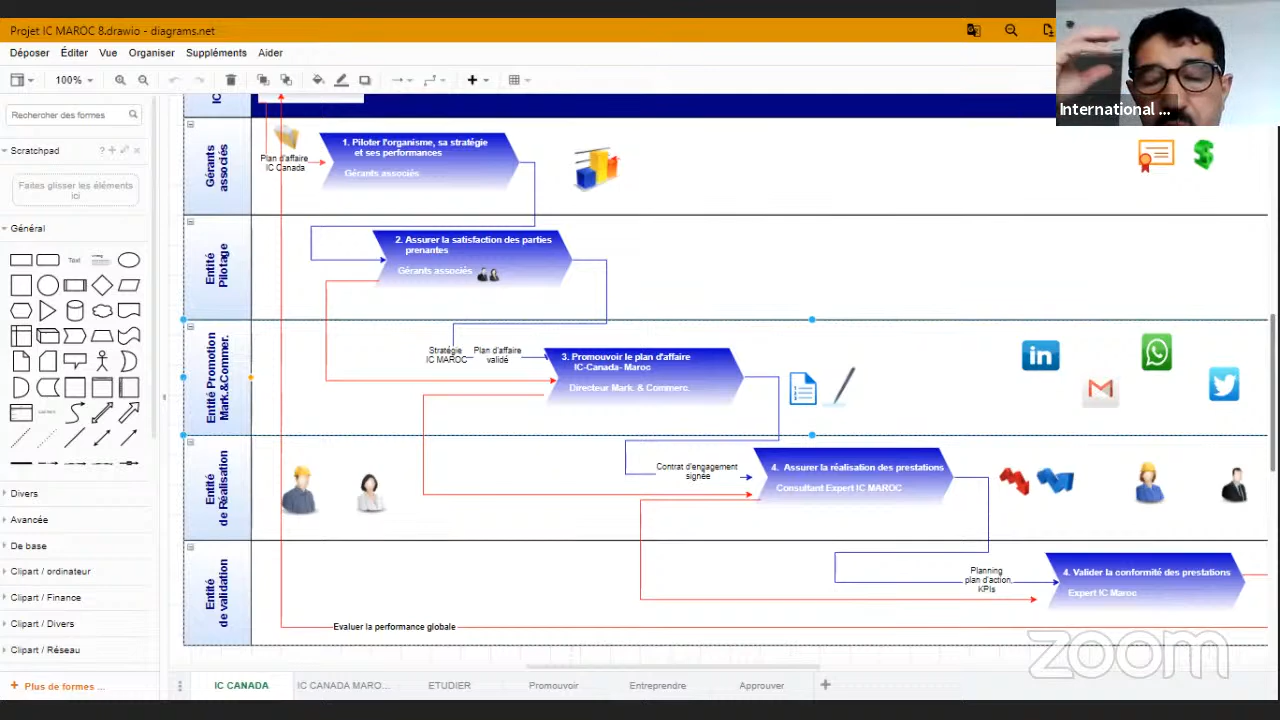 Projet IC MAROC 8.drawio - diagrams.net
Déposer Éditer Vue Organiser Suppléments Aider
100%
International ...
Rechercher des formes
Scratchpad
?
Faites glisser les éléments
ici
Général
Text
Divers
Avancée
De base
Clipart / ordinateur
Clipart / Finance
Clipart / Divers
Clipart / Réseau
+ Plus de formes ...
IC
Gérants
associés
Plan d'affaire
IC Canada
1. Piloter l'organisme, sa stratégie
et ses performances
Gérants associés
Entité
Pilotage
2. Assurer la satisfaction des parties
prenantes
Gérants associés
Entité Promotion
Mark.&Commer.
Stratégie
IC MAROC
Plan d'affaire
validé
3. Promouvoir le plan d'affaire
IC-Canada- Maroc
Directeur Mark. & Commerc.
in
Entité
de Réalisation
Contrat d'engagement
signée
4. Assurer la réalisation des prestations
Consultant Expert IC MAROC
Entité
de validation
Planning
plan d'action,
KPIs
4. Valider la conformité des prestations
Expert IC Maroc
Evaluer la performance globale
zoom
IC CANADA IC CANADA MARO... ETUDIER Promouvoir Entreprendre Approuver